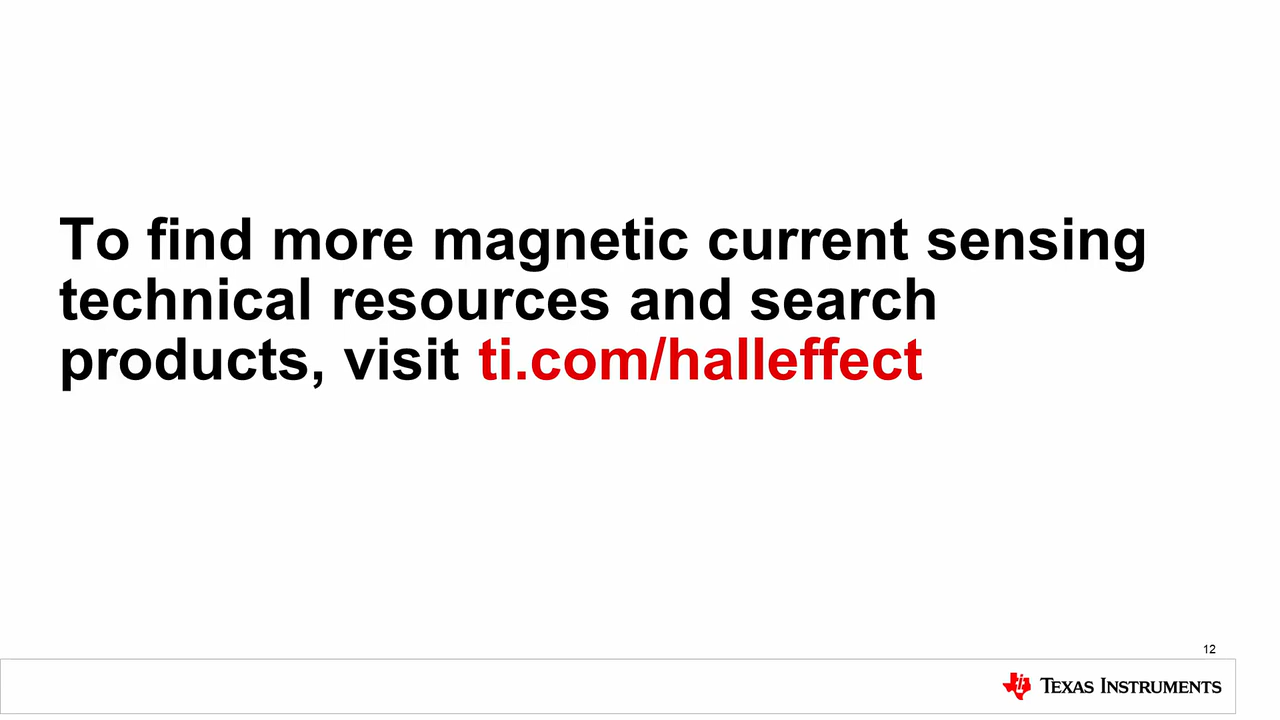 To find more magnetic current sensing
technical resources and search
products, visit ti.com/halleffect
12
TEXAS INSTRUMENTS